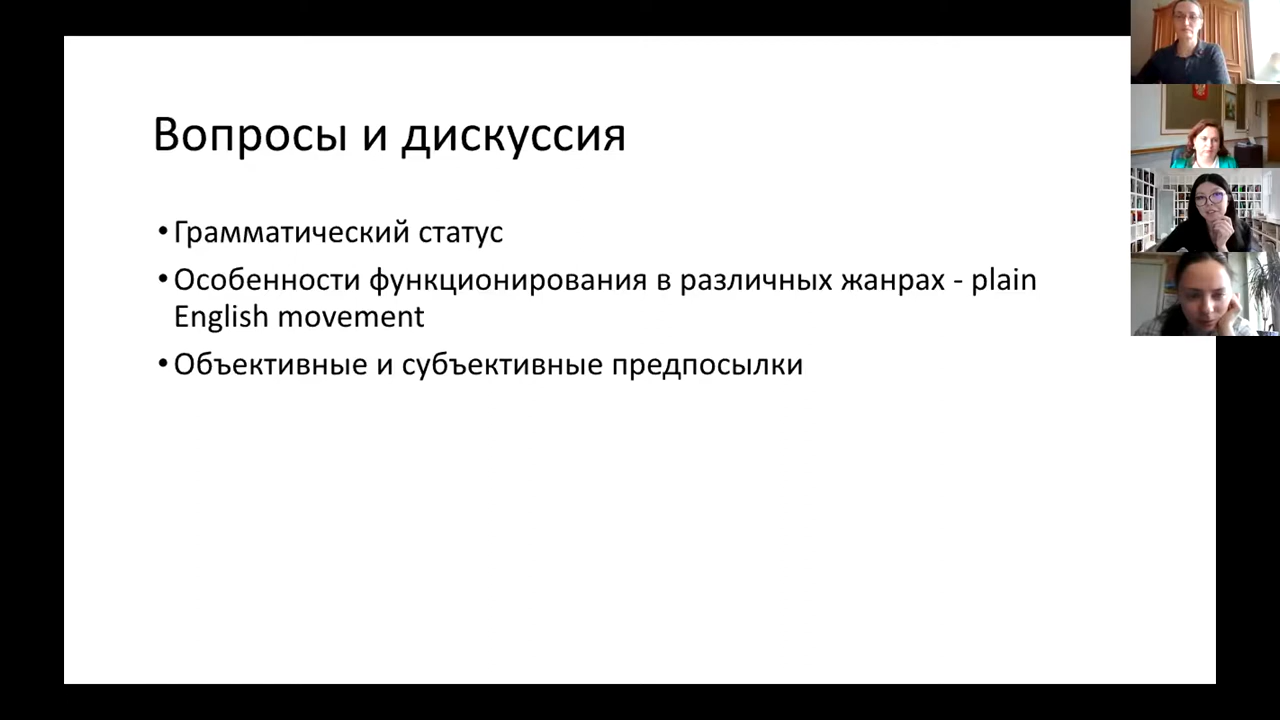 Вопросы и дискуссия
•Грамматический статус
•Особенности функционирования в различных жанрах - plain
English movement
•Объективные и субъективные предпосылки